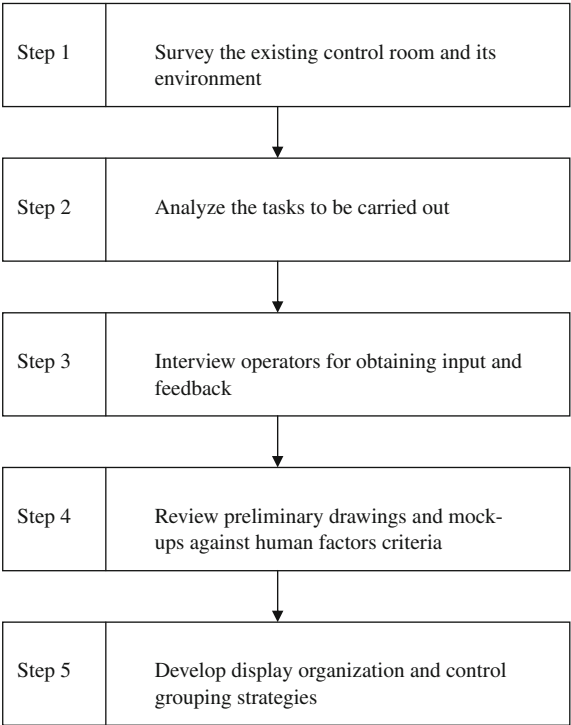 Step 1
Survey the existing control room and its
environment
Step 2
Analyze the tasks to be carried out
Step 3
Interview operators for obtaining input and
feedback
Step 4
Review preliminary drawings and mock-
ups against human factors criteria
Step 5
Develop display organization and control
grouping strategies